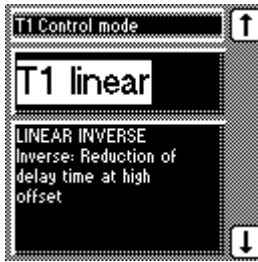 T1 Control mode
T1 linear
LINEAR INVERSE
Inverse: Reduction of
delay time at high
offset